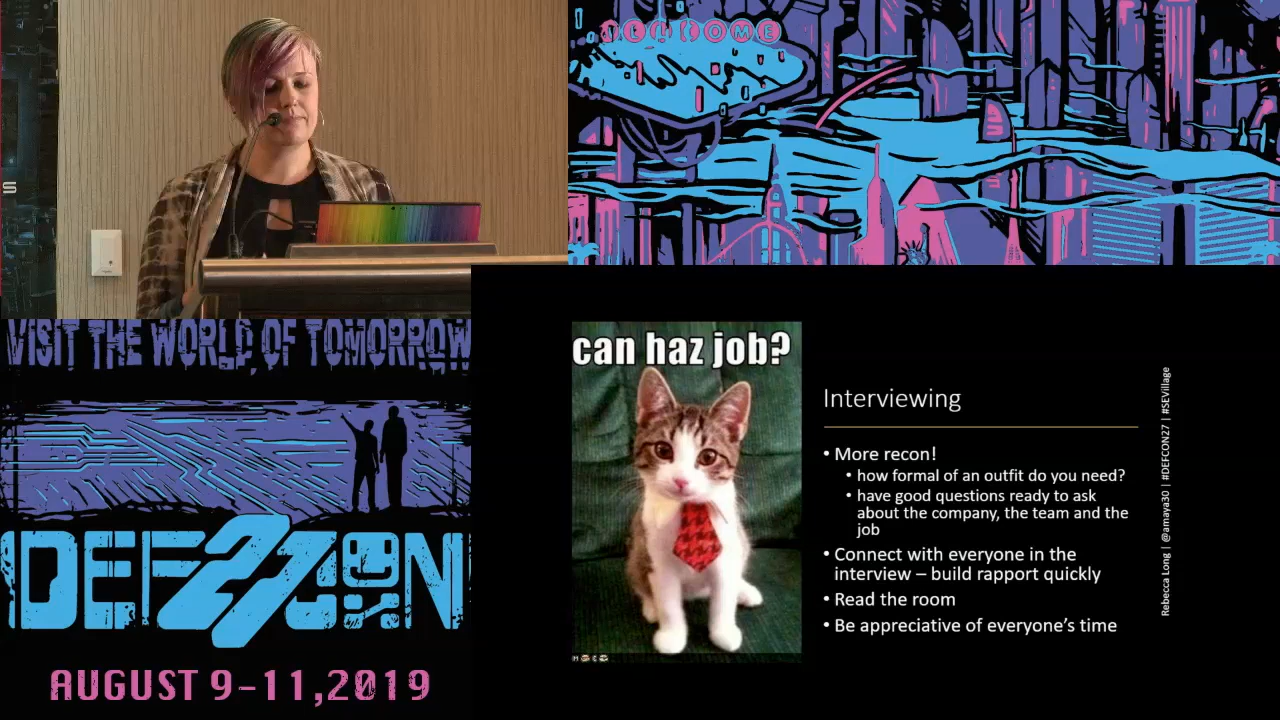 S
WELCOME
VISIT THE WORLD OF TOMORROW
DEF27CON
AUGUST 9-11,2019
can haz job?
Interviewing
• More recon!
• how formal of an outfit do you need?
• have good questions ready to ask
about the company, the team and the
job
• Connect with everyone in the
interview – build rapport quickly
• Read the room
• Be appreciative of everyone's time
Rebecca Long | @amaya30 | #DEFCON27 | #SEVillage